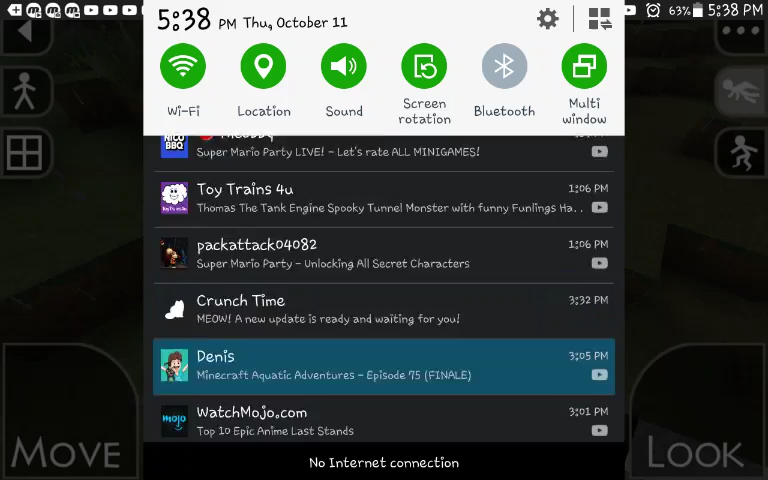 63% 5:38 PM
5:38 PM Thu, October 11
Wi-Fi
Location
Sound
Screen rotation
Bluetooth
Multi window
NICO BBQ
Super Mario Party LIVE! - Let's rate ALL MINIGAMES!
Toy Trains 4u
1:06 PM
Thomas The Tank Engine Spooky Tunnel Monster with funny Funlings Ha. .
packattack04082
1:06 PM
Super Mario Party - Unlocking All Secret Characters
Crunch Time
3:32 PM
MEOW! A new update is ready and waiting for you!
Denis
3:05 PM
Minecraft Aquatic Adventures - Episode 75 (FINALE)
mojo
WatchMojo.com
3:01 PM
Top 10 Epic Anime Last Stands
No Internet connection
MOVE
LOOK